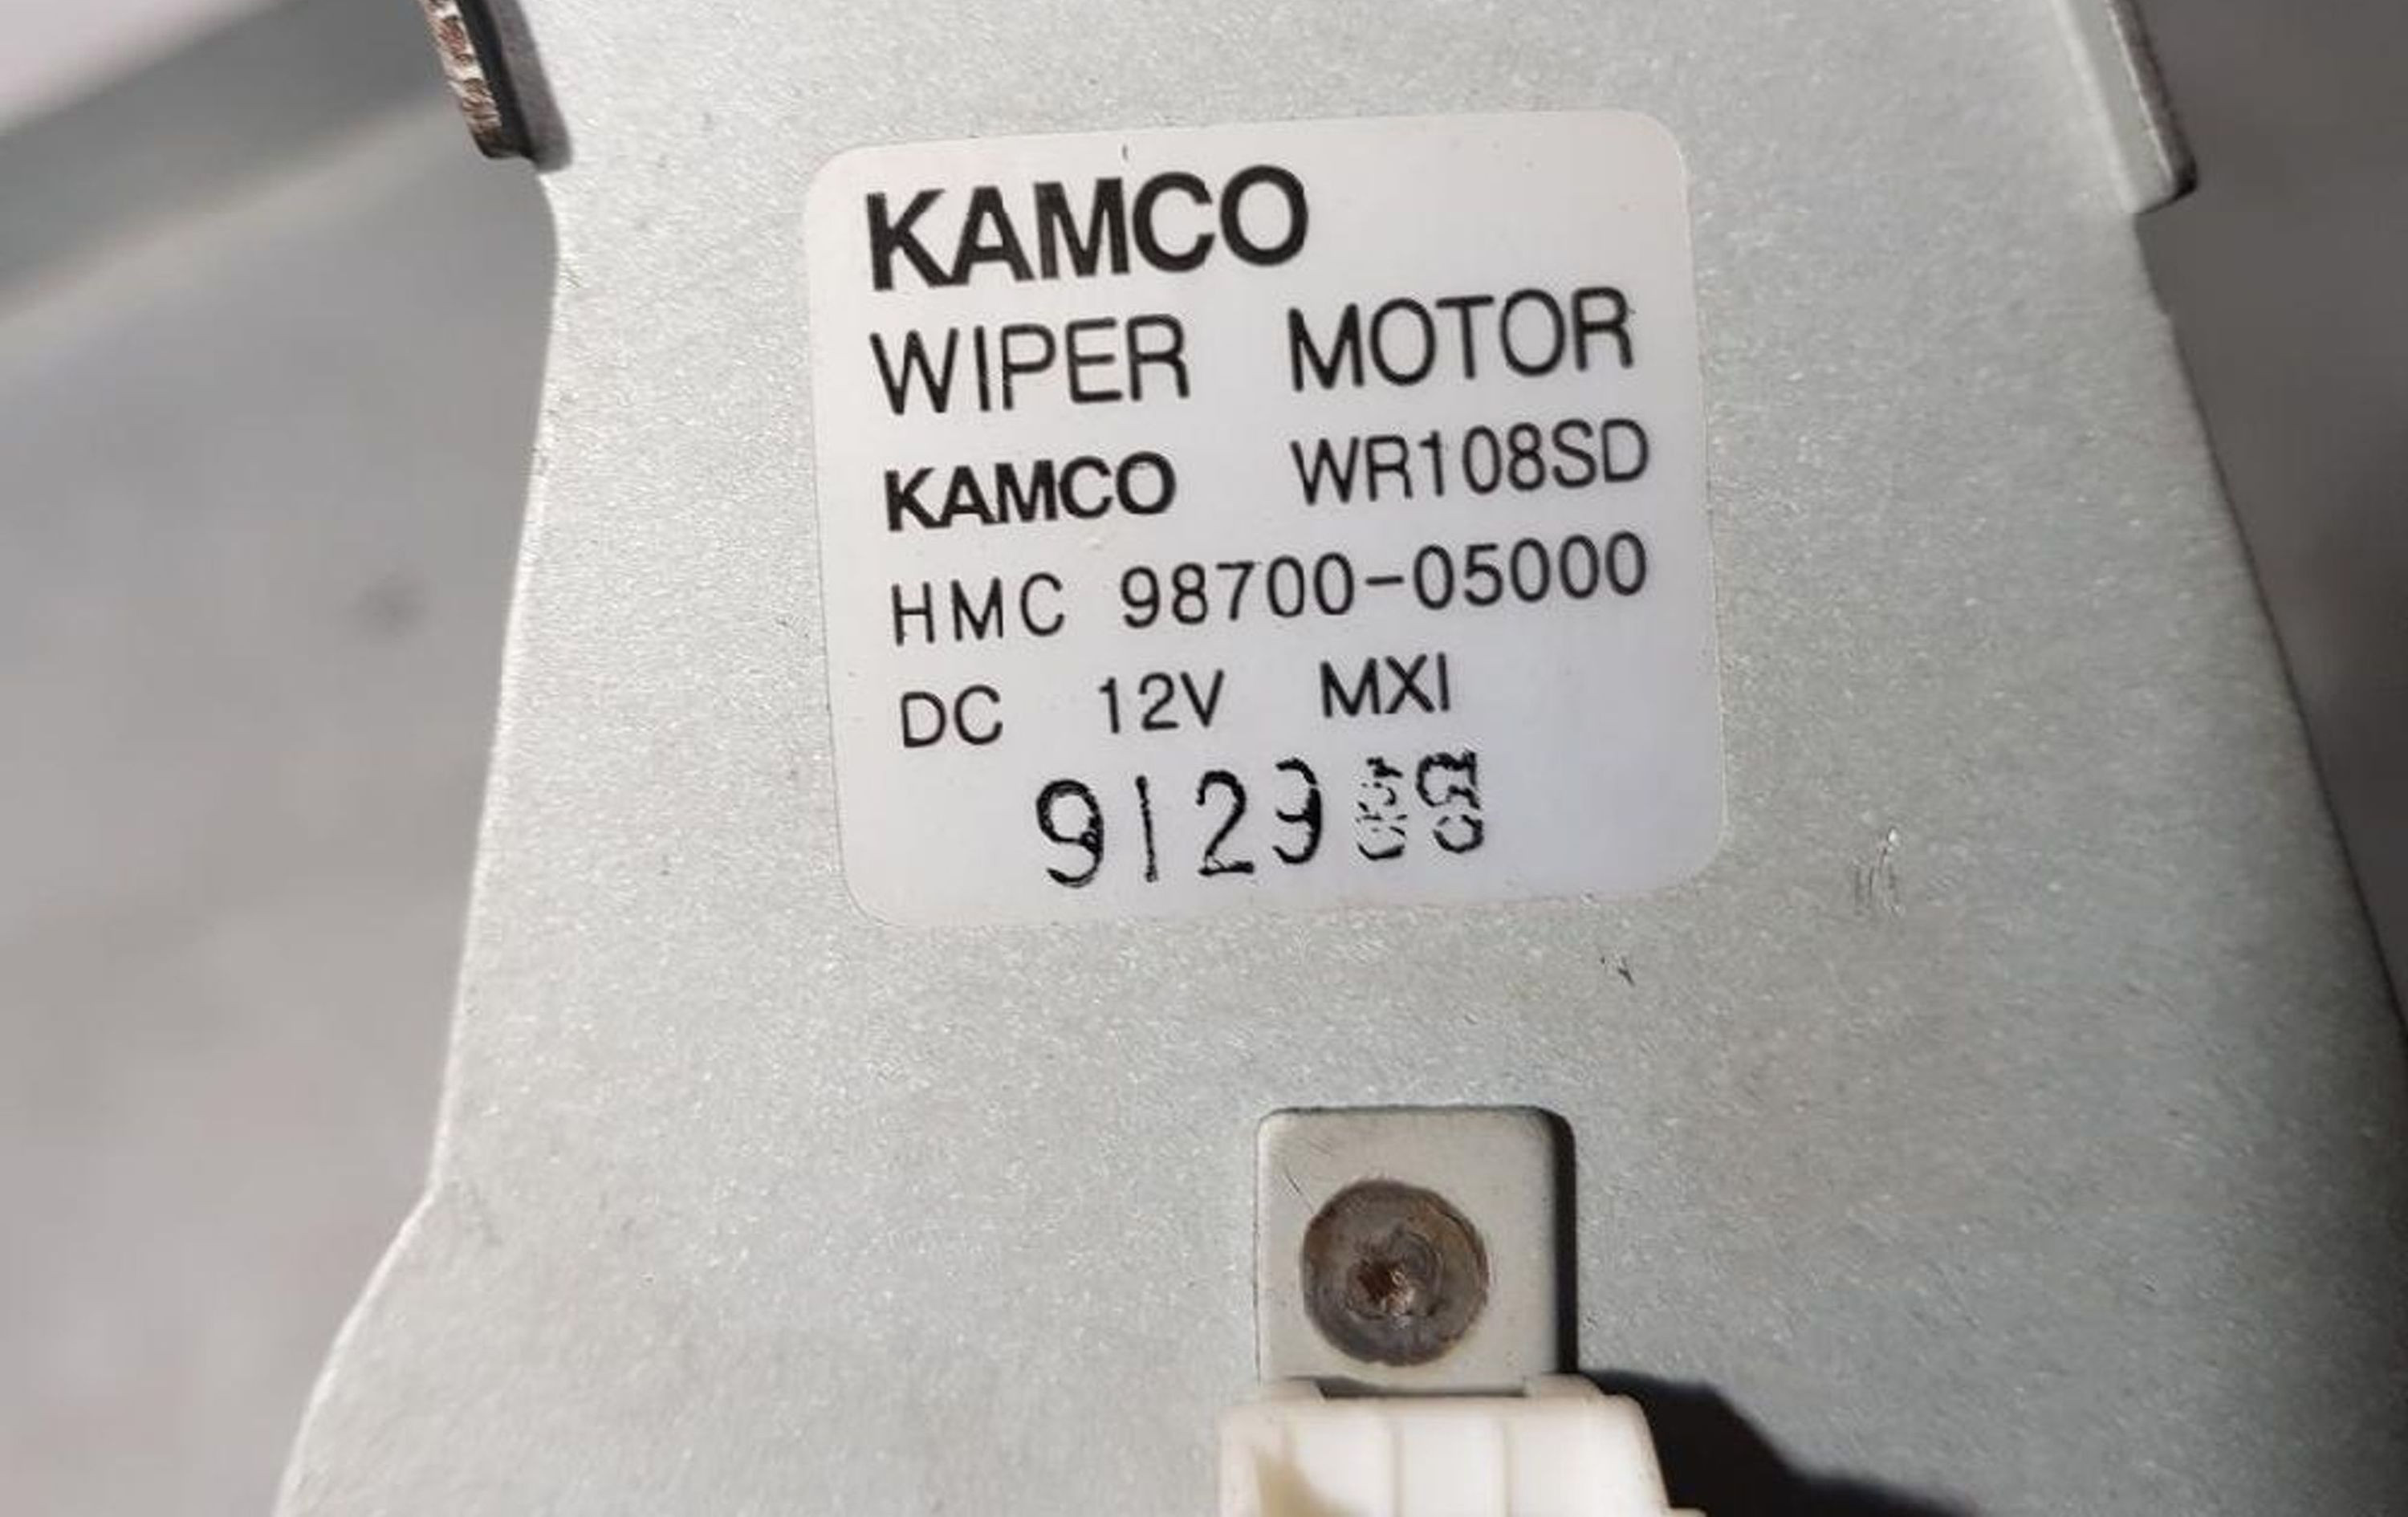 KAMCO
WIPER MOTOR
KAMCO WR108SD
HMC 98700-05000
DC 12V MXI
9123